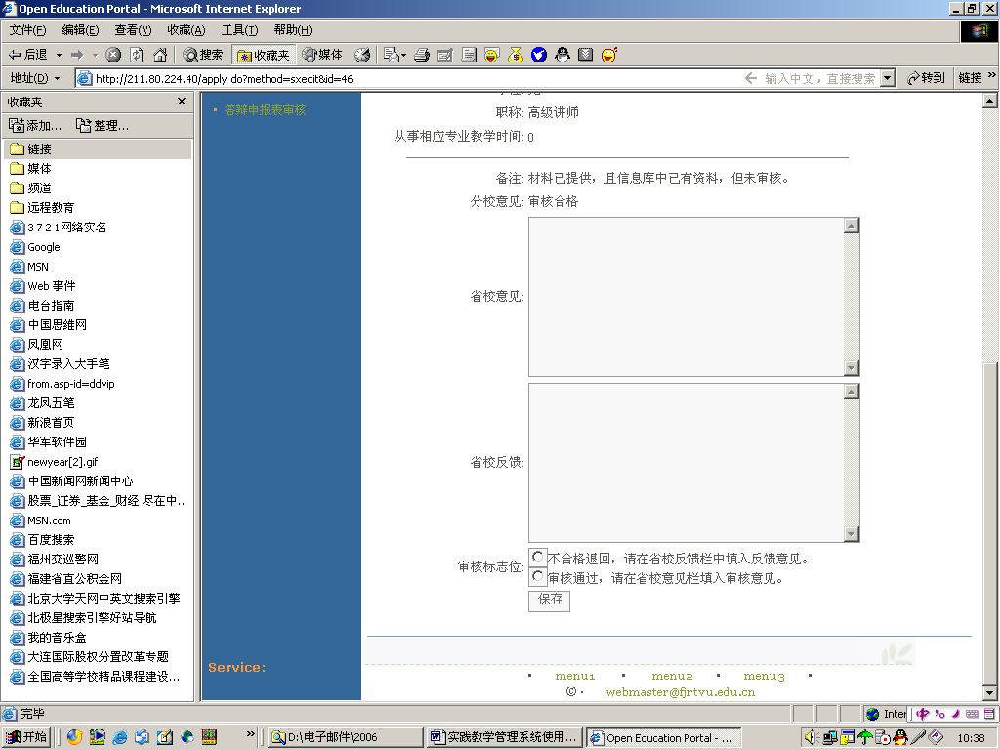 Open Education Portal - Microsoft Internet Explorer
文件(F) 编辑(E) 查看(V) 收藏(A) 工具(T) 帮助(H)
后退 搜索 收藏夹 媒体
地址(D) http://211.80.224.40/apply.do?method=sxedit&id=46 输入中文，直接搜索 转到 链接 »
收藏夹
添加... 整理...
链接
媒体
频道
远程教育
3721网络实名
Google
MSN
Web 事件
电台指南
中国思维网
凤凰网
汉字录入大手笔
from.asp-id=ddvip
龙凤五笔
新浪首页
华军软件园
newyear[2].gif
中国新闻网新闻中心
股票_证券_基金_财经 尽在中...
MSN.com
百度搜索
福州交巡警网
福建省直公积金网
北京大学天网中英文搜索引擎
北极星搜索引擎好站导航
我的音乐盒
大连国际股权分置改革专题
全国高等学校精品课程建设...
答辩申报表审核
Service:
职称: 高级讲师
从事相应专业教学时间: 0
备注: 材料已提供，且信息库中已有资料，但未审核。
分校意见: 审核合格
省校意见:
省校反馈:
审核标志位:
不合格退回，请在省校反馈栏中填入反馈意见。
审核通过，请在省校意见栏填入审核意见。
保存
• menu1 • menu2 • menu3 •
© · webmaster@fjrtvu.edu.cn
完毕
Inter
开始 » D:\电子邮件\2006 实践教学管理系统使用... Open Education Portal - ... 10:38